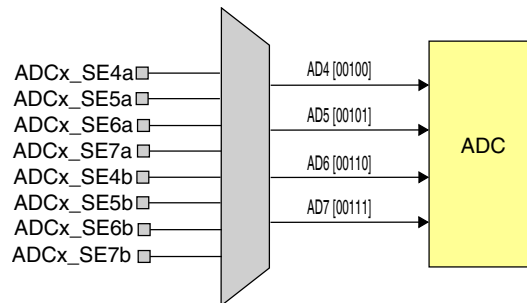 ADCx_SE4a
ADCx_SE5a
ADCx_SE6a
ADCx_SE7a
ADCx_SE4b
ADCx_SE5b
ADCx_SE6b
ADCx_SE7b
AD4 [00100]
AD5 [00101]
AD6 [00110]
AD7 [00111]
ADC